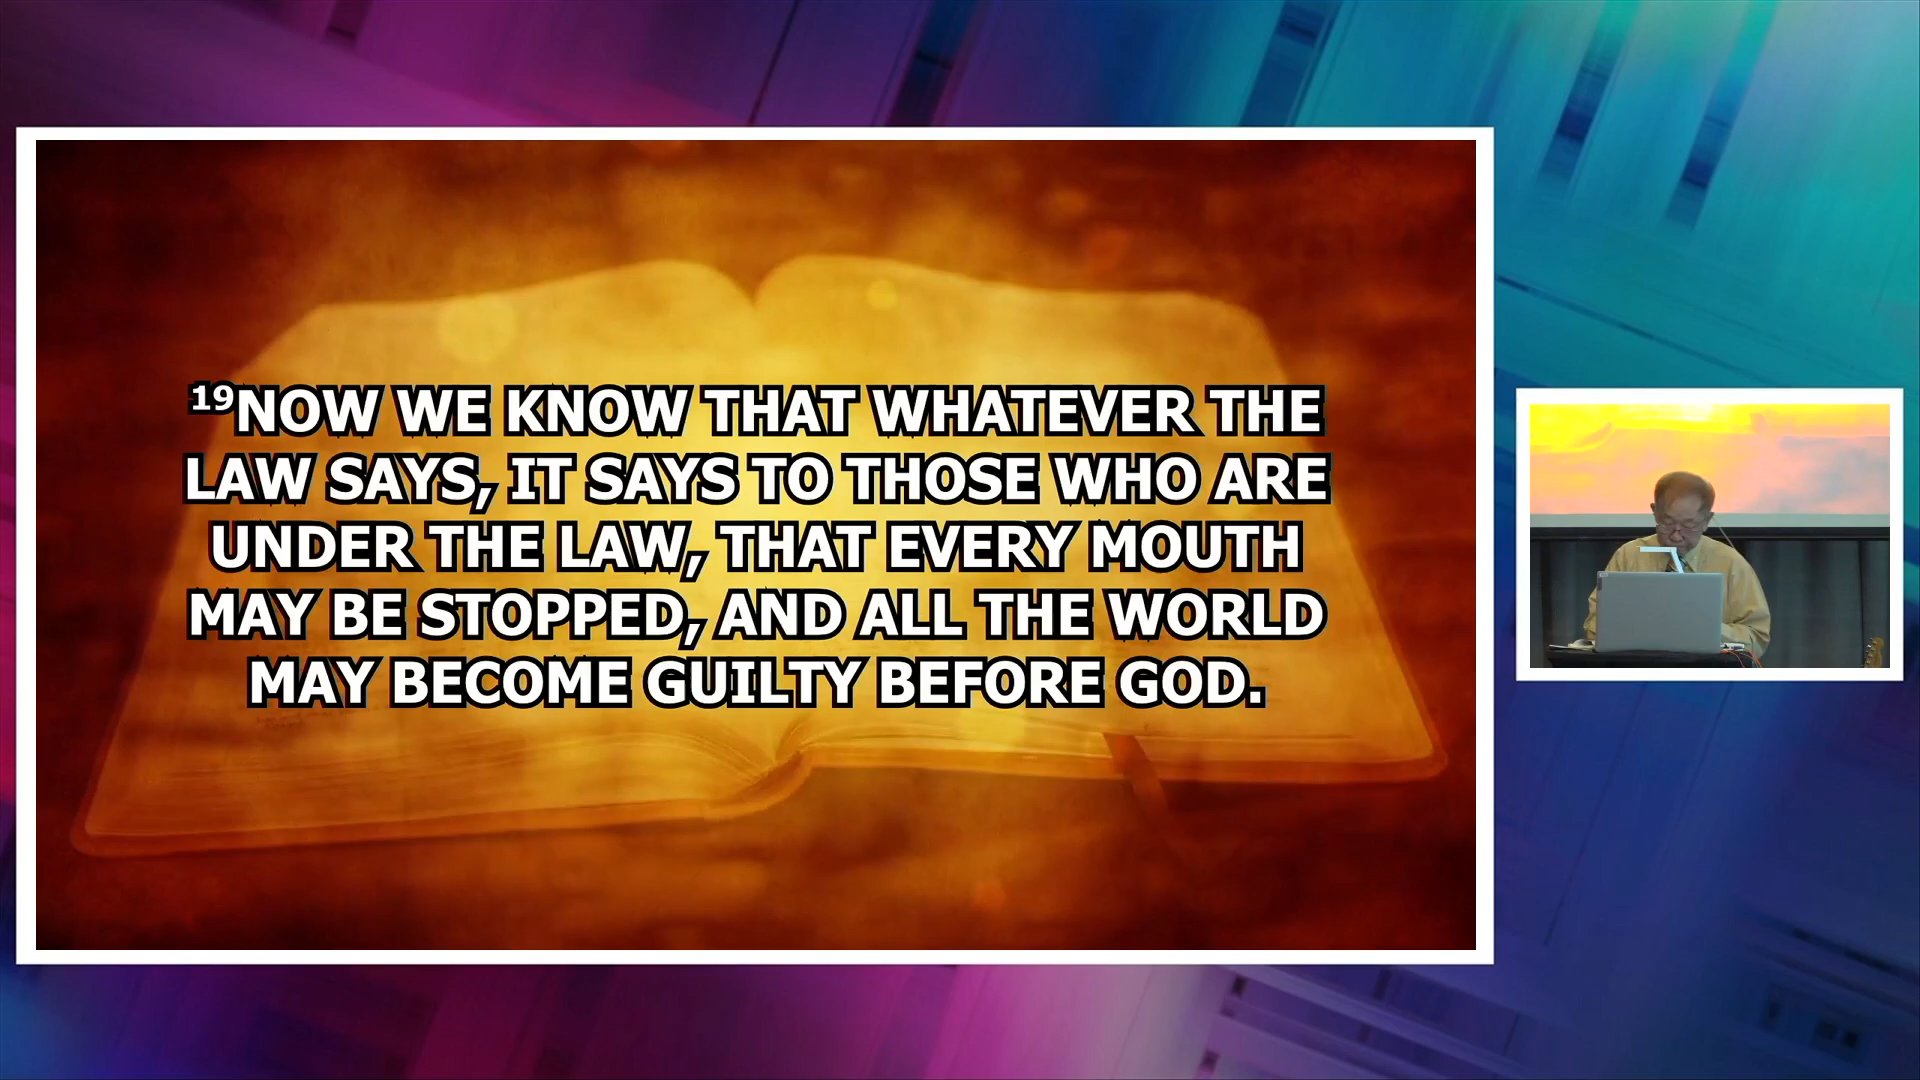 ¹⁹NOW WE KNOW THAT WHATEVER THE
LAW SAYS, IT SAYS TO THOSE WHO ARE
UNDER THE LAW, THAT EVERY MOUTH
MAY BE STOPPED, AND ALL THE WORLD
MAY BECOME GUILTY BEFORE GOD.